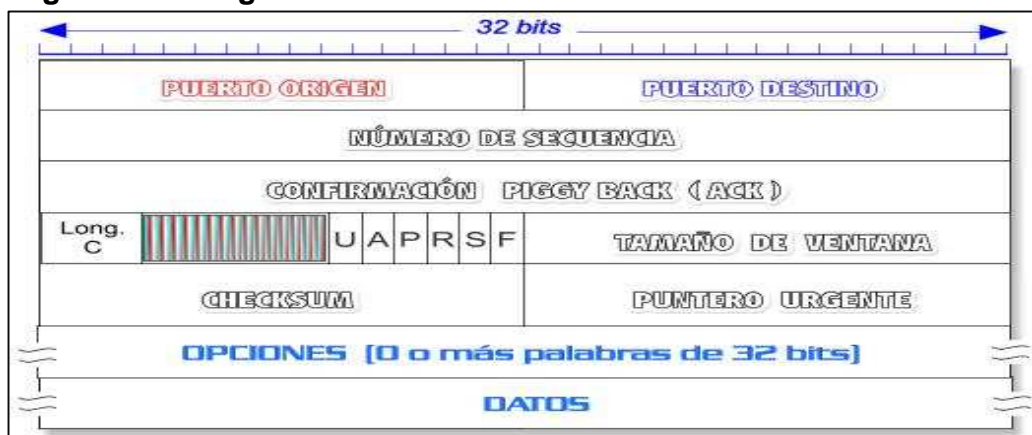 32 bits
PUERTO ORIGEN PUERTO DESTINO
NÚMERO DE SECUENCIA
CONFIRMACIÓN PIGGY BACK (ACK)
Long. C U A P R S F TAMAÑO DE VENTANA
CHECKSUM PUNTERO URGENTE
OPCIONES (0 o más palabras de 32 bits)
DATOS